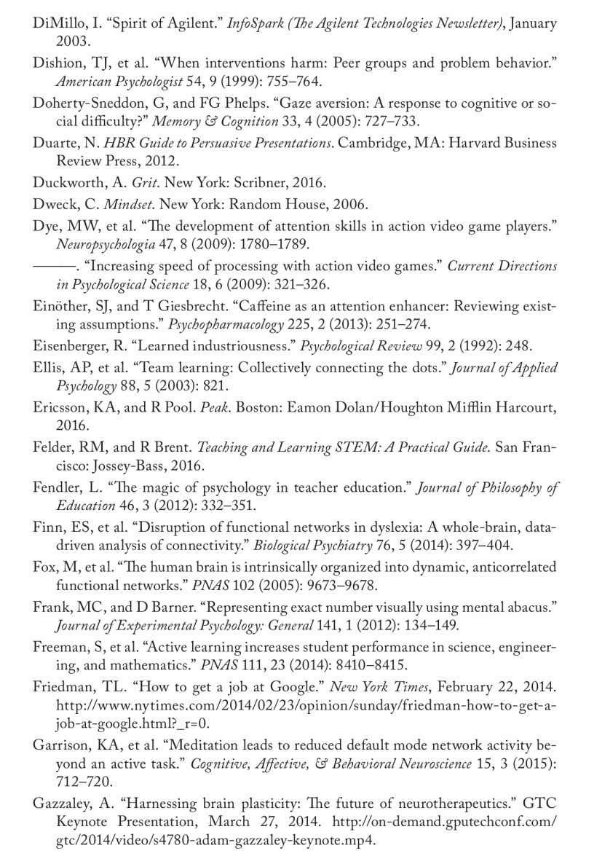 DiMillo, I. “Spirit of Agilent.” InfoSpark (The Agilent Technologies Newsletter), January
2003.
Dishion, TJ, et al. “When interventions harm: Peer groups and problem behavior.”
American Psychologist 54, 9 (1999): 755–764.
Doherty-Sneddon, G, and FG Phelps. “Gaze aversion: A response to cognitive or so-
cial difficulty?” Memory & Cognition 33, 4 (2005): 727–733.
Duarte, N. HBR Guide to Persuasive Presentations. Cambridge, MA: Harvard Business
Review Press, 2012.
Duckworth, A. Grit. New York: Scribner, 2016.
Dweck, C. Mindset. New York: Random House, 2006.
Dye, MW, et al. “The development of attention skills in action video game players.”
Neuropsychologia 47, 8 (2009): 1780–1789.
———. “Increasing speed of processing with action video games.” Current Directions
in Psychological Science 18, 6 (2009): 321–326.
Einöther, SJ, and T Giesbrecht. “Caffeine as an attention enhancer: Reviewing exist-
ing assumptions.” Psychopharmacology 225, 2 (2013): 251–274.
Eisenberger, R. “Learned industriousness.” Psychological Review 99, 2 (1992): 248.
Ellis, AP, et al. “Team learning: Collectively connecting the dots.” Journal of Applied
Psychology 88, 5 (2003): 821.
Ericsson, KA, and R Pool. Peak. Boston: Eamon Dolan/Houghton Mifflin Harcourt,
2016.
Felder, RM, and R Brent. Teaching and Learning STEM: A Practical Guide. San Fran-
cisco: Jossey-Bass, 2016.
Fendler, L. “The magic of psychology in teacher education.” Journal of Philosophy of
Education 46, 3 (2012): 332–351.
Finn, ES, et al. “Disruption of functional networks in dyslexia: A whole-brain, data-
driven analysis of connectivity.” Biological Psychiatry 76, 5 (2014): 397–404.
Fox, M, et al. “The human brain is intrinsically organized into dynamic, anticorrelated
functional networks.” PNAS 102 (2005): 9673–9678.
Frank, MC, and D Barner. “Representing exact number visually using mental abacus.”
Journal of Experimental Psychology: General 141, 1 (2012): 134–149.
Freeman, S, et al. “Active learning increases student performance in science, engineer-
ing, and mathematics.” PNAS 111, 23 (2014): 8410–8415.
Friedman, TL. “How to get a job at Google.” New York Times, February 22, 2014.
http://www.nytimes.com/2014/02/23/opinion/sunday/friedman-how-to-get-a-
job-at-google.html?_r=0.
Garrison, KA, et al. “Meditation leads to reduced default mode network activity be-
yond an active task.” Cognitive, Affective, & Behavioral Neuroscience 15, 3 (2015):
712–720.
Gazzaley, A. “Harnessing brain plasticity: The future of neurotherapeutics.” GTC
Keynote Presentation, March 27, 2014. http://on-demand.gputechconf.com/
gtc/2014/video/s4780-adam-gazzaley-keynote.mp4.